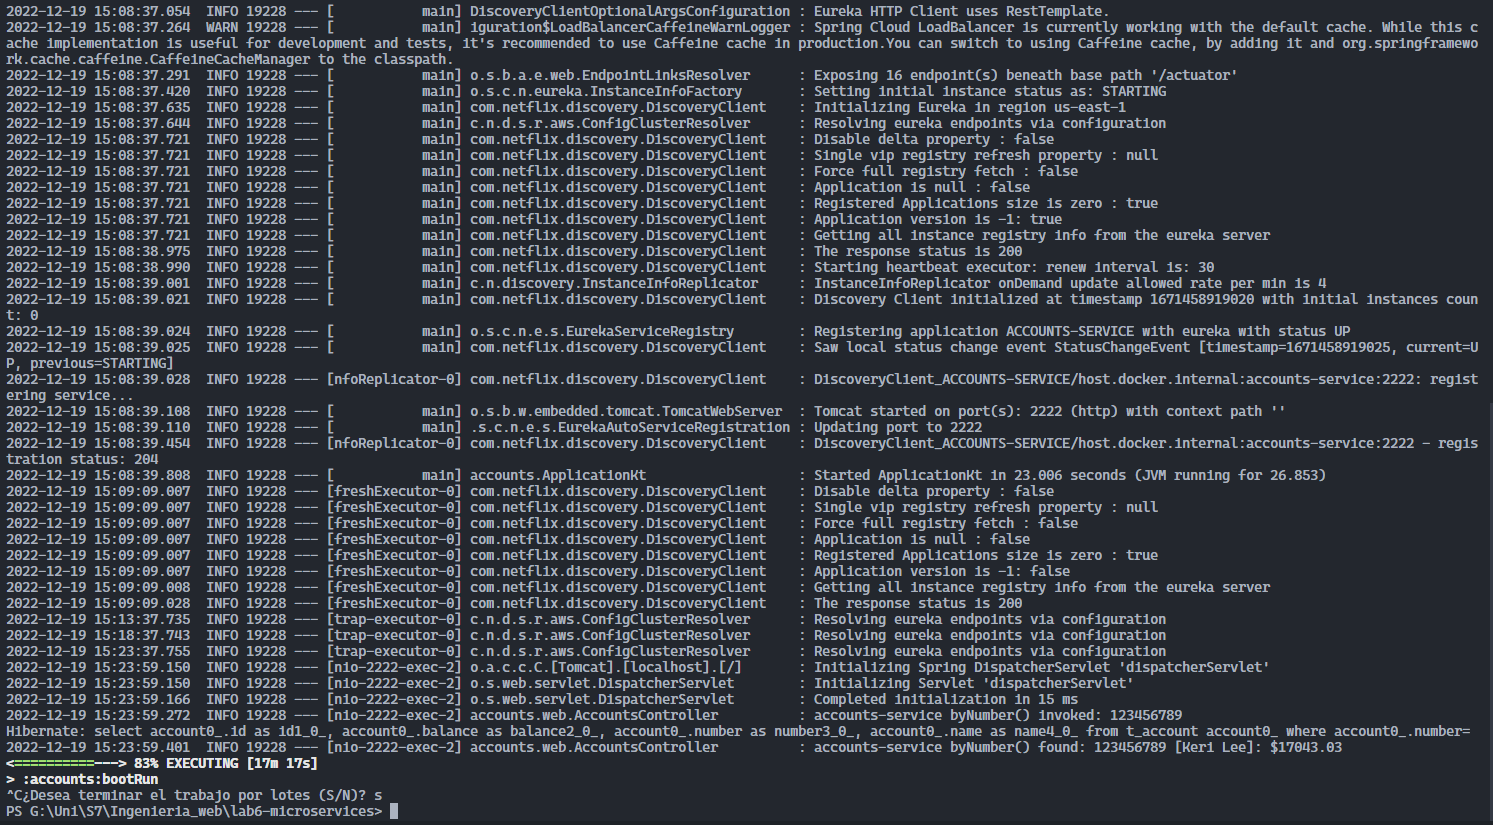 2022-12-19 15:08:37.054  INFO 19228 --- [           main] DiscoveryClientOptionalArgsConfiguration : Eureka HTTP Client uses RestTemplate.
2022-12-19 15:08:37.264  WARN 19228 --- [           main] iguration$LoadBalancerCaffeineWarnLogger : Spring Cloud LoadBalancer is currently working with the default cache. While this c
ache implementation is useful for development and tests, it's recommended to use Caffeine cache in production.You can switch to using Caffeine cache, by adding it and org.springframewo
rk.cache.caffeine.CaffeineCacheManager to the classpath.
2022-12-19 15:08:37.291  INFO 19228 --- [           main] o.s.b.a.e.web.EndpointLinksResolver      : Exposing 16 endpoint(s) beneath base path '/actuator'
2022-12-19 15:08:37.420  INFO 19228 --- [           main] o.s.c.n.eureka.InstanceInfoFactory       : Setting initial instance status as: STARTING
2022-12-19 15:08:37.635  INFO 19228 --- [           main] com.netflix.discovery.DiscoveryClient    : Initializing Eureka in region us-east-1
2022-12-19 15:08:37.644  INFO 19228 --- [           main] c.n.d.s.r.aws.ConfigClusterResolver      : Resolving eureka endpoints via configuration
2022-12-19 15:08:37.721  INFO 19228 --- [           main] com.netflix.discovery.DiscoveryClient    : Disable delta property : false
2022-12-19 15:08:37.721  INFO 19228 --- [           main] com.netflix.discovery.DiscoveryClient    : Single vip registry refresh property : null
2022-12-19 15:08:37.721  INFO 19228 --- [           main] com.netflix.discovery.DiscoveryClient    : Force full registry fetch : false
2022-12-19 15:08:37.721  INFO 19228 --- [           main] com.netflix.discovery.DiscoveryClient    : Application is null : false
2022-12-19 15:08:37.721  INFO 19228 --- [           main] com.netflix.discovery.DiscoveryClient    : Registered Applications size is zero : true
2022-12-19 15:08:37.721  INFO 19228 --- [           main] com.netflix.discovery.DiscoveryClient    : Application version is -1: true
2022-12-19 15:08:37.721  INFO 19228 --- [           main] com.netflix.discovery.DiscoveryClient    : Getting all instance registry info from the eureka server
2022-12-19 15:08:38.975  INFO 19228 --- [           main] com.netflix.discovery.DiscoveryClient    : The response status is 200
2022-12-19 15:08:38.990  INFO 19228 --- [           main] com.netflix.discovery.DiscoveryClient    : Starting heartbeat executor: renew interval is: 30
2022-12-19 15:08:39.001  INFO 19228 --- [           main] c.n.discovery.InstanceInfoReplicator     : InstanceInfoReplicator onDemand update allowed rate per min is 4
2022-12-19 15:08:39.021  INFO 19228 --- [           main] com.netflix.discovery.DiscoveryClient    : Discovery Client initialized at timestamp 1671458919020 with initial instances coun
t: 0
2022-12-19 15:08:39.024  INFO 19228 --- [           main] o.s.c.n.e.s.EurekaServiceRegistry        : Registering application ACCOUNTS-SERVICE with eureka with status UP
2022-12-19 15:08:39.025  INFO 19228 --- [           main] com.netflix.discovery.DiscoveryClient    : Saw local status change event StatusChangeEvent [timestamp=1671458919025, current=U
P, previous=STARTING]
2022-12-19 15:08:39.028  INFO 19228 --- [nfoReplicator-0] com.netflix.discovery.DiscoveryClient    : DiscoveryClient_ACCOUNTS-SERVICE/host.docker.internal:accounts-service:2222: regist
ering service...
2022-12-19 15:08:39.108  INFO 19228 --- [           main] o.s.b.w.embedded.tomcat.TomcatWebServer  : Tomcat started on port(s): 2222 (http) with context path ''
2022-12-19 15:08:39.110  INFO 19228 --- [           main] .s.c.n.e.s.EurekaAutoServiceRegistration : Updating port to 2222
2022-12-19 15:08:39.454  INFO 19228 --- [nfoReplicator-0] com.netflix.discovery.DiscoveryClient    : DiscoveryClient_ACCOUNTS-SERVICE/host.docker.internal:accounts-service:2222 - regis
tration status: 204
2022-12-19 15:08:39.808  INFO 19228 --- [           main] accounts.ApplicationKt                   : Started ApplicationKt in 23.006 seconds (JVM running for 26.853)
2022-12-19 15:09:09.007  INFO 19228 --- [freshExecutor-0] com.netflix.discovery.DiscoveryClient    : Disable delta property : false
2022-12-19 15:09:09.007  INFO 19228 --- [freshExecutor-0] com.netflix.discovery.DiscoveryClient    : Single vip registry refresh property : null
2022-12-19 15:09:09.007  INFO 19228 --- [freshExecutor-0] com.netflix.discovery.DiscoveryClient    : Force full registry fetch : false
2022-12-19 15:09:09.007  INFO 19228 --- [freshExecutor-0] com.netflix.discovery.DiscoveryClient    : Application is null : false
2022-12-19 15:09:09.007  INFO 19228 --- [freshExecutor-0] com.netflix.discovery.DiscoveryClient    : Registered Applications size is zero : true
2022-12-19 15:09:09.007  INFO 19228 --- [freshExecutor-0] com.netflix.discovery.DiscoveryClient    : Application version is -1: false
2022-12-19 15:09:09.008  INFO 19228 --- [freshExecutor-0] com.netflix.discovery.DiscoveryClient    : Getting all instance registry info from the eureka server
2022-12-19 15:09:09.028  INFO 19228 --- [freshExecutor-0] com.netflix.discovery.DiscoveryClient    : The response status is 200
2022-12-19 15:13:37.735  INFO 19228 --- [trap-executor-0] c.n.d.s.r.aws.ConfigClusterResolver      : Resolving eureka endpoints via configuration
2022-12-19 15:18:37.743  INFO 19228 --- [trap-executor-0] c.n.d.s.r.aws.ConfigClusterResolver      : Resolving eureka endpoints via configuration
2022-12-19 15:23:37.755  INFO 19228 --- [trap-executor-0] c.n.d.s.r.aws.ConfigClusterResolver      : Resolving eureka endpoints via configuration
2022-12-19 15:23:59.150  INFO 19228 --- [nio-2222-exec-2] o.a.c.c.C.[Tomcat].[localhost].[/]       : Initializing Spring DispatcherServlet 'dispatcherServlet'
2022-12-19 15:23:59.150  INFO 19228 --- [nio-2222-exec-2] o.s.web.servlet.DispatcherServlet        : Initializing Servlet 'dispatcherServlet'
2022-12-19 15:23:59.166  INFO 19228 --- [nio-2222-exec-2] o.s.web.servlet.DispatcherServlet        : Completed initialization in 15 ms
2022-12-19 15:23:59.272  INFO 19228 --- [nio-2222-exec-2] accounts.web.AccountsController          : accounts-service byNumber() invoked: 123456789
Hibernate: select account0_.id as id1_0_, account0_.balance as balance2_0_, account0_.number as number3_0_, account0_.name as name4_0_ from t_account account0_ where account0_.number=
2022-12-19 15:23:59.401  INFO 19228 --- [nio-2222-exec-2] accounts.web.AccountsController          : accounts-service byNumber() found: 123456789 [Keri Lee]: $17043.03
<==========---> 83% EXECUTING [17m 17s]
> :accounts:bootRun
^C¿Desea terminar el trabajo por lotes (S/N)? s
PS G:\Uni\S7\Ingenieria_web\lab6-microservices>